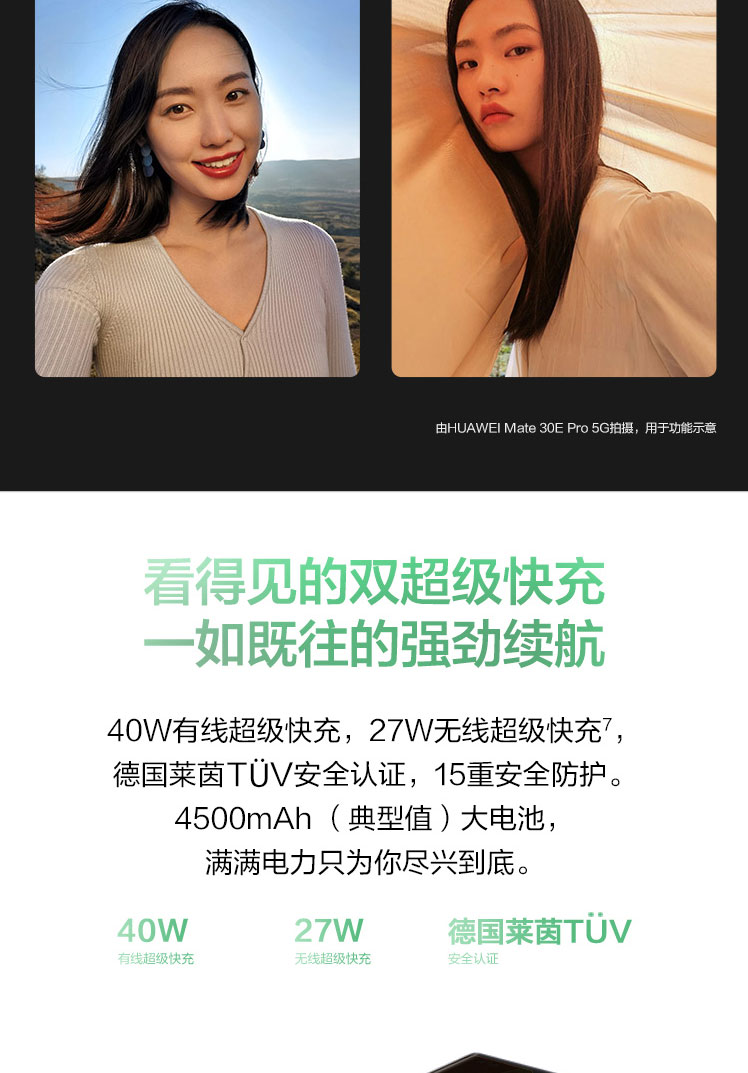 由HUAWEI Mate 30E Pro 5G拍摄，用于功能示意
看得见的双超级快充
一如既往的强劲续航
40W有线超级快充，27W无线超级快充⁷，
德国莱茵TÜV安全认证，15重安全防护。
4500mAh（典型值）大电池，
满满电力只为你尽兴到底。
40W 27W 德国莱茵TÜV
有线超级快充 无线超级快充 安全认证